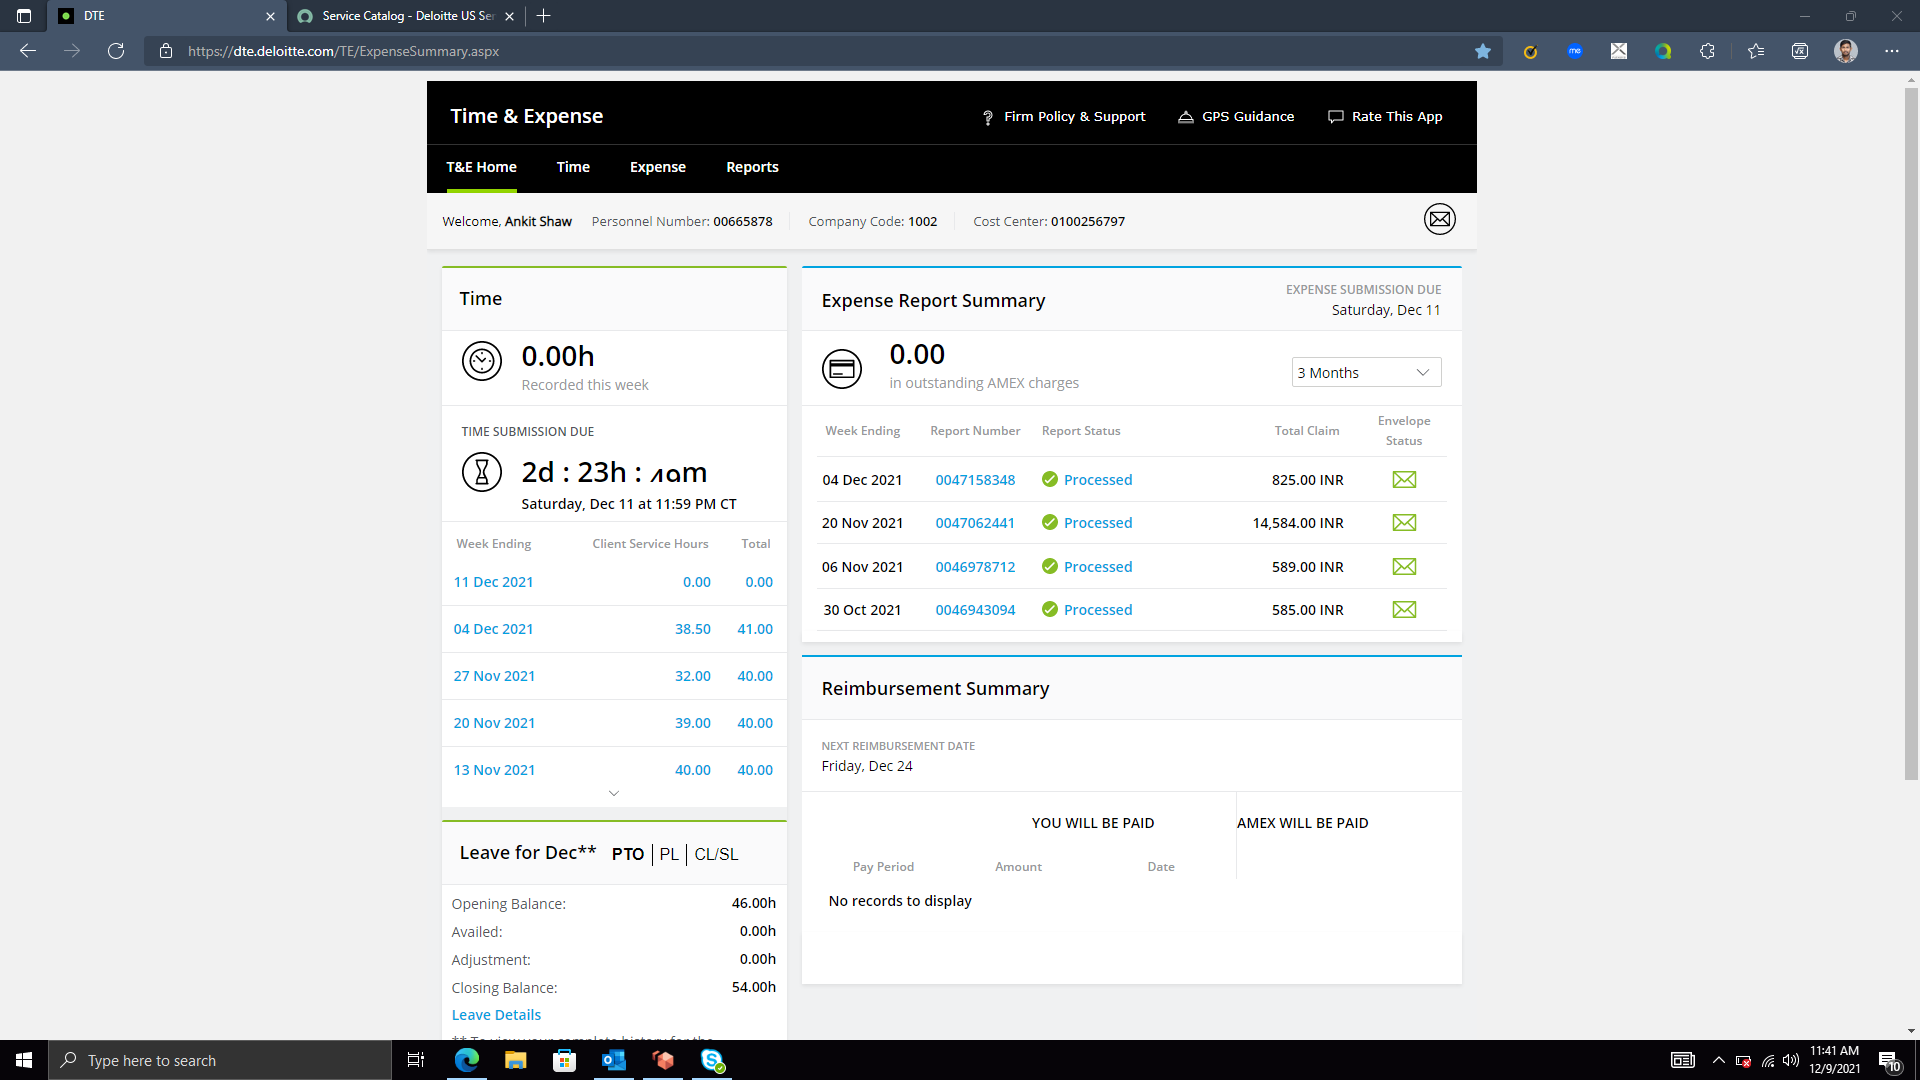 DTE
Service Catalog - Deloitte US Ser
https://dte.deloitte.com/TE/ExpenseSummary.aspx
me
Time & Expense
Firm Policy & Support
GPS Guidance
Rate This App
T&E Home
Time
Expense
Reports
Welcome, Ankit Shaw
Personnel Number: 00665878
Company Code: 1002
Cost Center: 0100256797
Time
0.00h
Recorded this week
TIME SUBMISSION DUE
2d : 23h :
Saturday, Dec 11 at 11:59 PM CT
Week Ending Client Service Hours Total
11 Dec 2021 0.00 0.00
04 Dec 2021 38.50 41.00
27 Nov 2021 32.00 40.00
20 Nov 2021 39.00 40.00
13 Nov 2021 40.00 40.00
Leave for Dec** PTO | PL | CL/SL
Opening Balance: 46.00h
Availed: 0.00h
Adjustment: 0.00h
Closing Balance: 54.00h
Leave Details
Expense Report Summary
EXPENSE SUBMISSION DUE
Saturday, Dec 11
0.00
in outstanding AMEX charges
3 Months
Week Ending Report Number Report Status Total Claim Envelope Status
04 Dec 2021 0047158348 Processed 825.00 INR
20 Nov 2021 0047062441 Processed 14,584.00 INR
06 Nov 2021 0046978712 Processed 589.00 INR
30 Oct 2021 0046943094 Processed 585.00 INR
Reimbursement Summary
NEXT REIMBURSEMENT DATE
Friday, Dec 24
YOU WILL BE PAID
AMEX WILL BE PAID
Pay Period Amount Date
No records to display
Type here to search
11:41 AM
12/9/2021
10